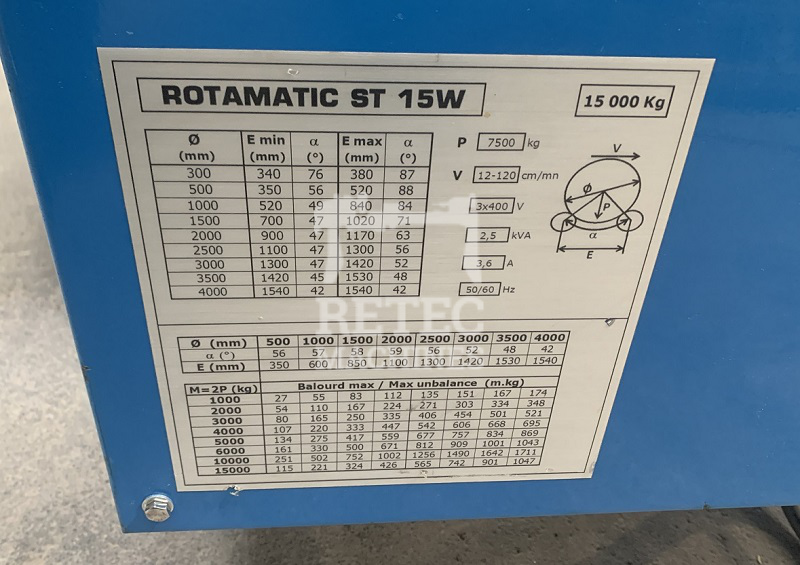 ROTAMATIC ST 15W
15 000 Kg
Ø (mm) E min (mm) α (°) E max (mm) α (°)
300 340 76 380 87
500 350 56 520 88
1000 520 49 840 84
1500 700 47 1020 71
2000 900 47 1170 63
2500 1100 47 1300 56
3000 1300 47 1420 52
3500 1420 45 1530 48
4000 1540 42 1540 42
P 7500 kg
V 12-120 cm/mn
3x400 V
2,5 kVA
3,6 A
50/60 Hz
V
Ø
P
α
E
RETEC
MACHINES
Ø (mm) 500 1000 1500 2000 2500 3000 3500 4000
α (°) 56 57 58 59 56 52 48 42
E (mm) 350 600 850 1100 1300 1420 1530 1540
M=2P (kg) Balourd max / Max unbalance (m.kg)
1000 27 55 83 112 135 151 167 174
2000 54 110 167 224 271 303 334 348
3000 80 165 250 335 406 454 501 521
4000 107 220 333 447 542 606 668 695
5000 134 275 417 559 677 757 834 869
6000 161 330 500 671 812 909 1001 1043
10000 251 502 752 1002 1256 1490 1642 1711
15000 115 221 324 426 565 742 901 1047